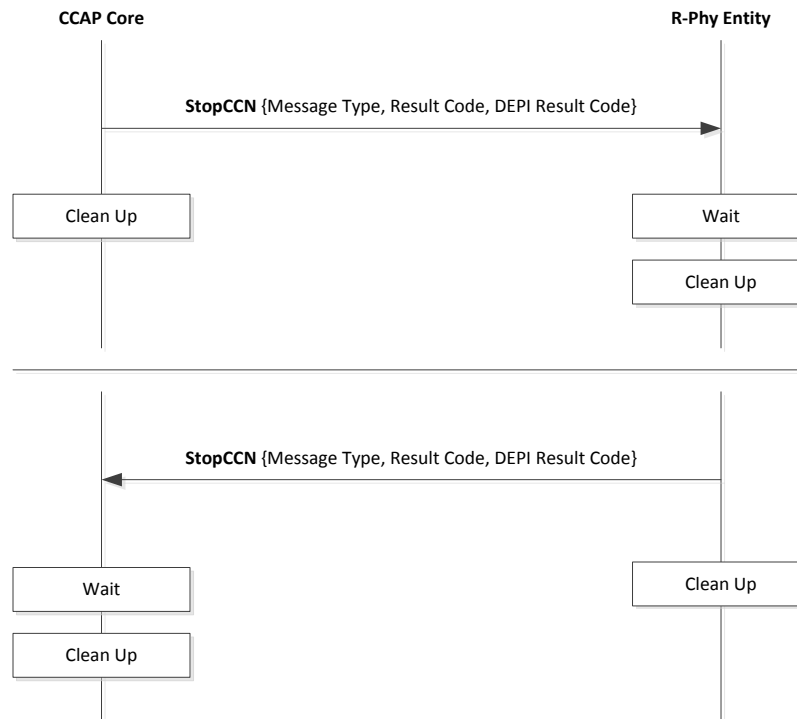 CCAP Core
R-Phy Entity
StopCCN {Message Type, Result Code, DEPI Result Code}
Clean Up
Wait
Clean Up
StopCCN {Message Type, Result Code, DEPI Result Code}
Wait
Clean Up
Clean Up